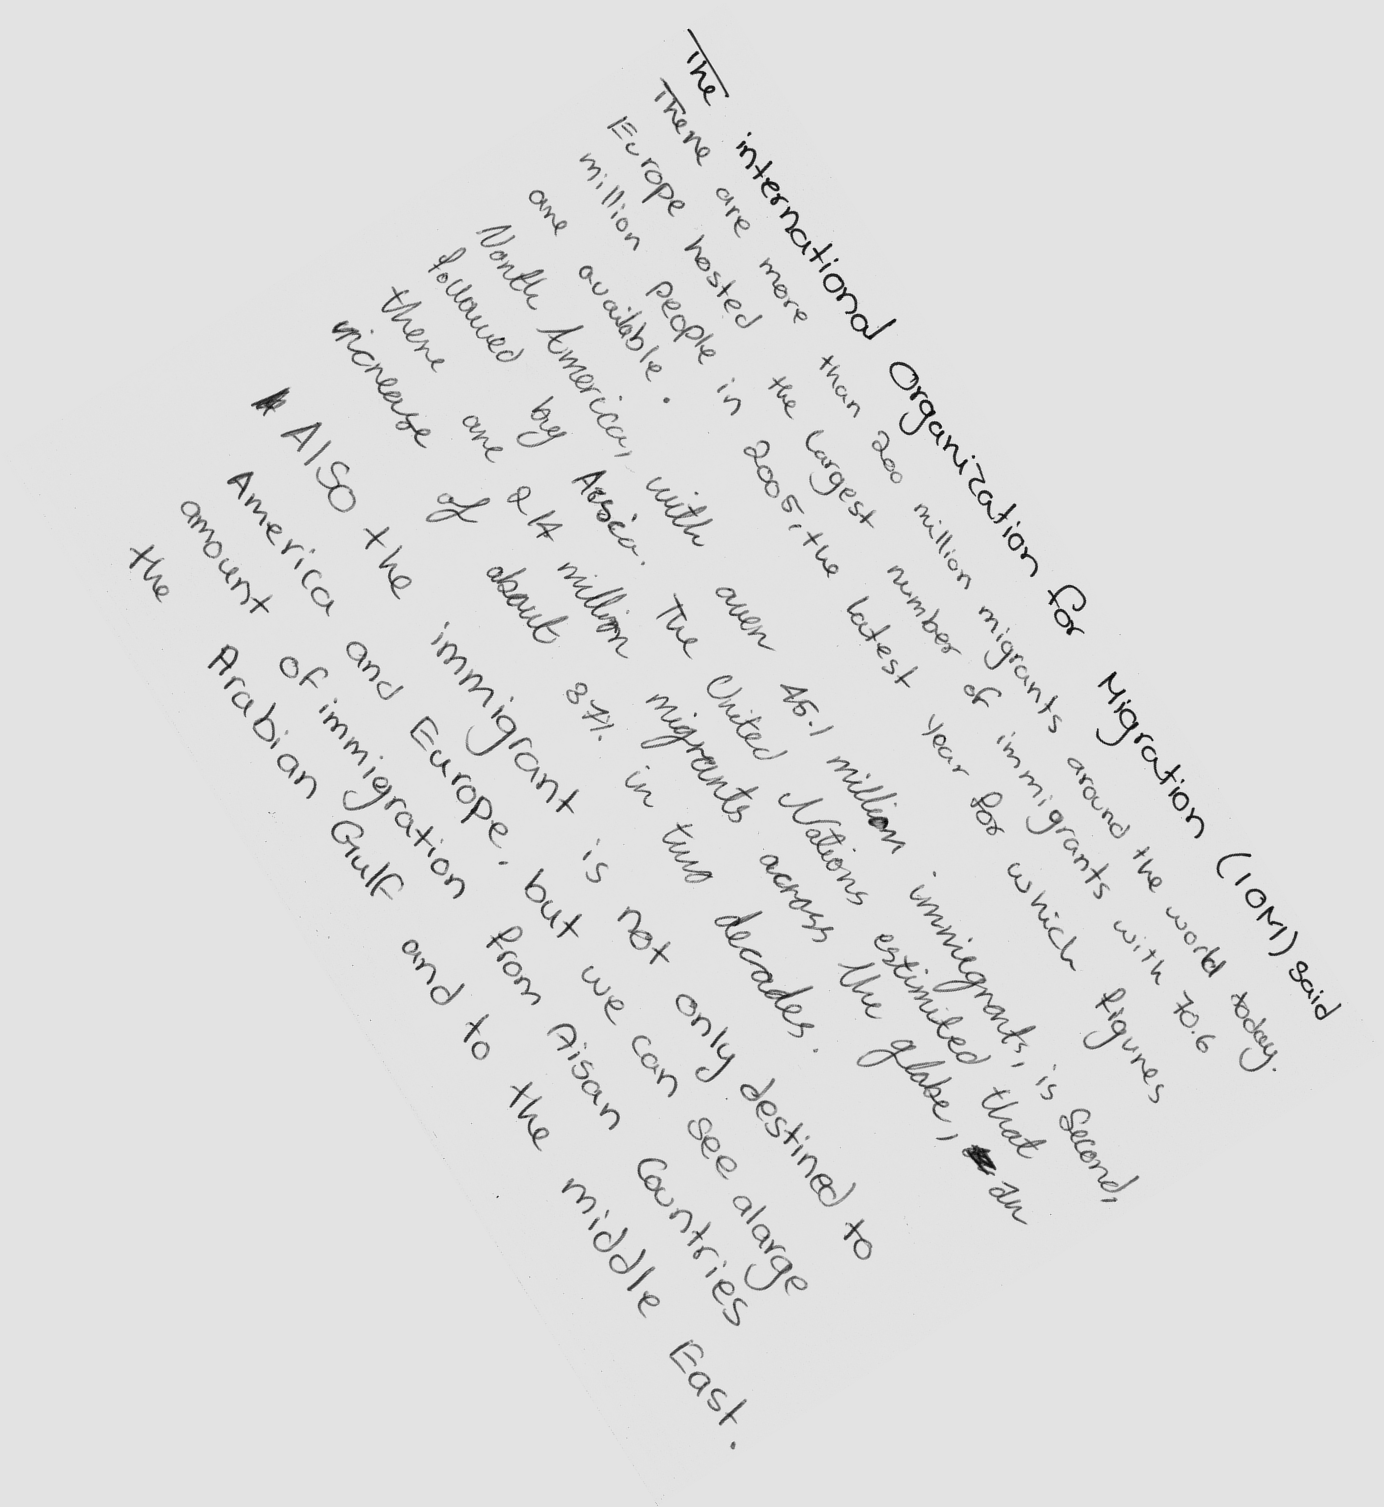 The international Organization for Migration (IOM) said
There are more than 200 million migrants around the world today.
Europe hosted the largest number of immigrants with 70.6
million people in 2005, the latest year for which figures
are available.
North America, with over 45.1 million immigrants, is Second,
followed by Assia. The United Nations estimited that
there are 214 million migrants across the globe, an
increase of about 37% in two decades.
Also the immigrant is not only destined to
America and Europe, but we can see alarge
amount of immigration from Aisan Countries
the Arabian Gulf and to the middle East.